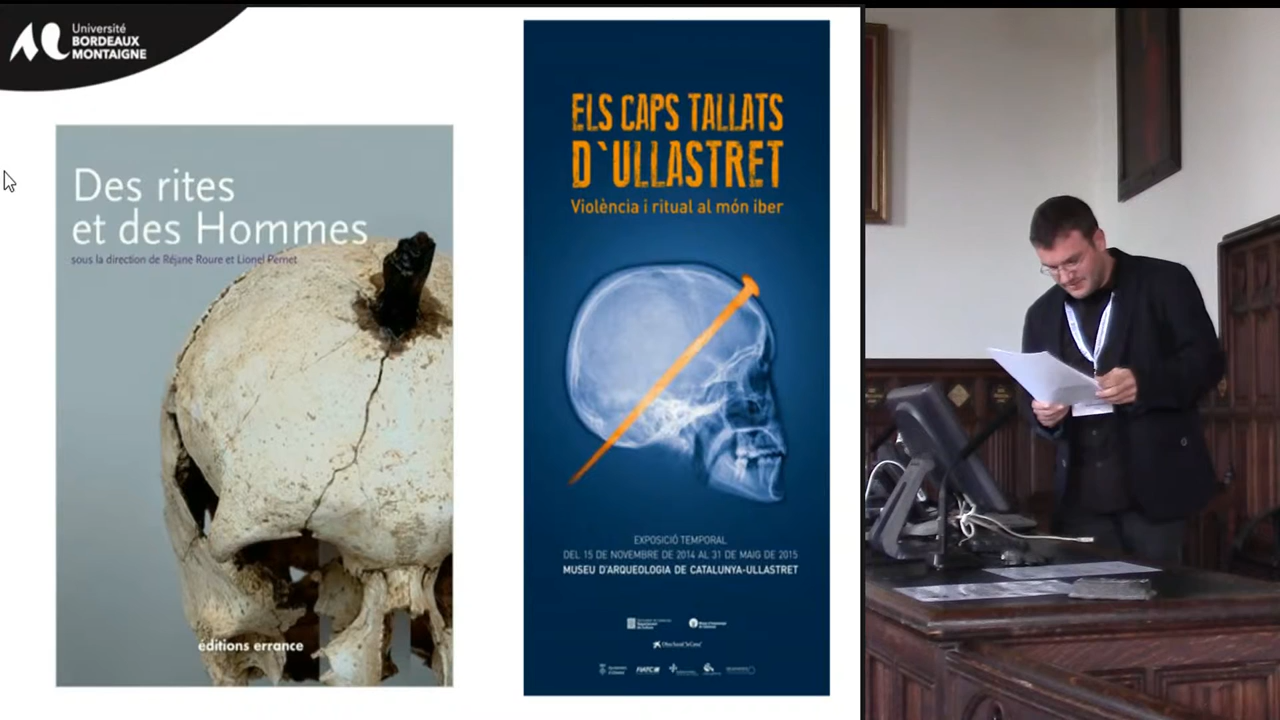 Université
BORDEAUX
MONTAIGNE
Des rites
et des Hommes
sous la direction de Réjane Roure et Lionel Pernet
éditions errance
ELS CAPS TALLATS
D`ULLASTRET
Violència i ritual al món iber
EXPOSICIÓ TEMPORAL
DEL 15 DE NOVEMBRE DE 2014 AL 31 DE MAIG DE 2015
MUSEU D'ARQUEOLOGIA DE CATALUNYA-ULLASTRET
FIATC